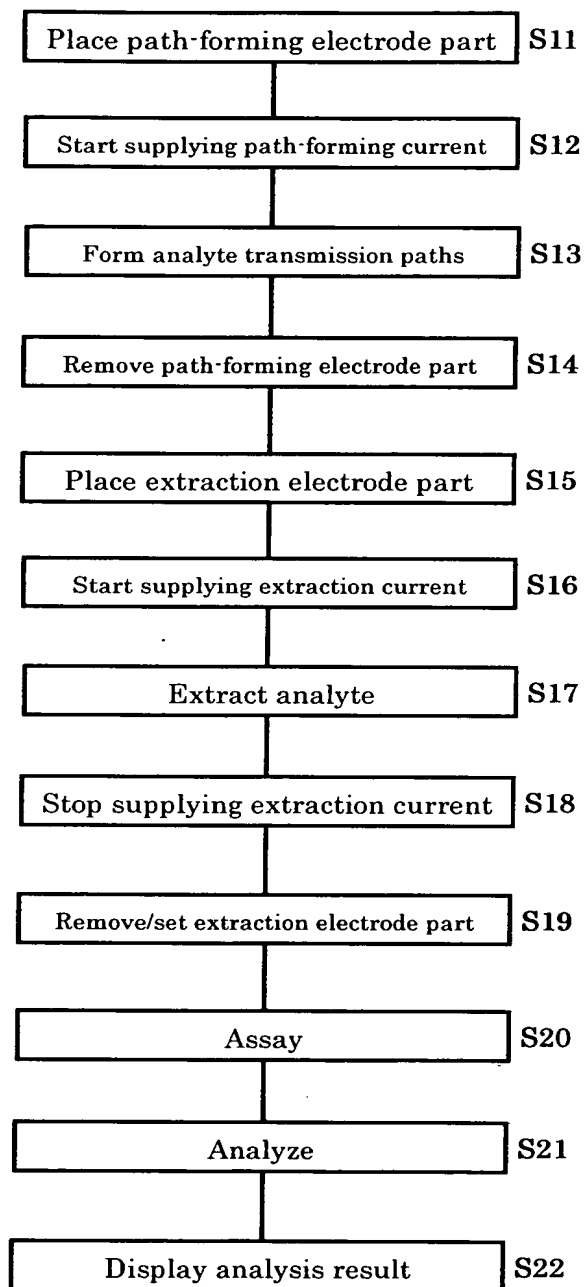 Place path-forming electrode part S11
Start supplying path-forming current S12
Form analyte transmission paths S13
Remove path-forming electrode part S14
Place extraction electrode part S15
Start supplying extraction current S16
Extract analyte S17
Stop supplying extraction current S18
Remove/set extraction electrode part S19
Assay S20
Analyze S21
Display analysis result S22